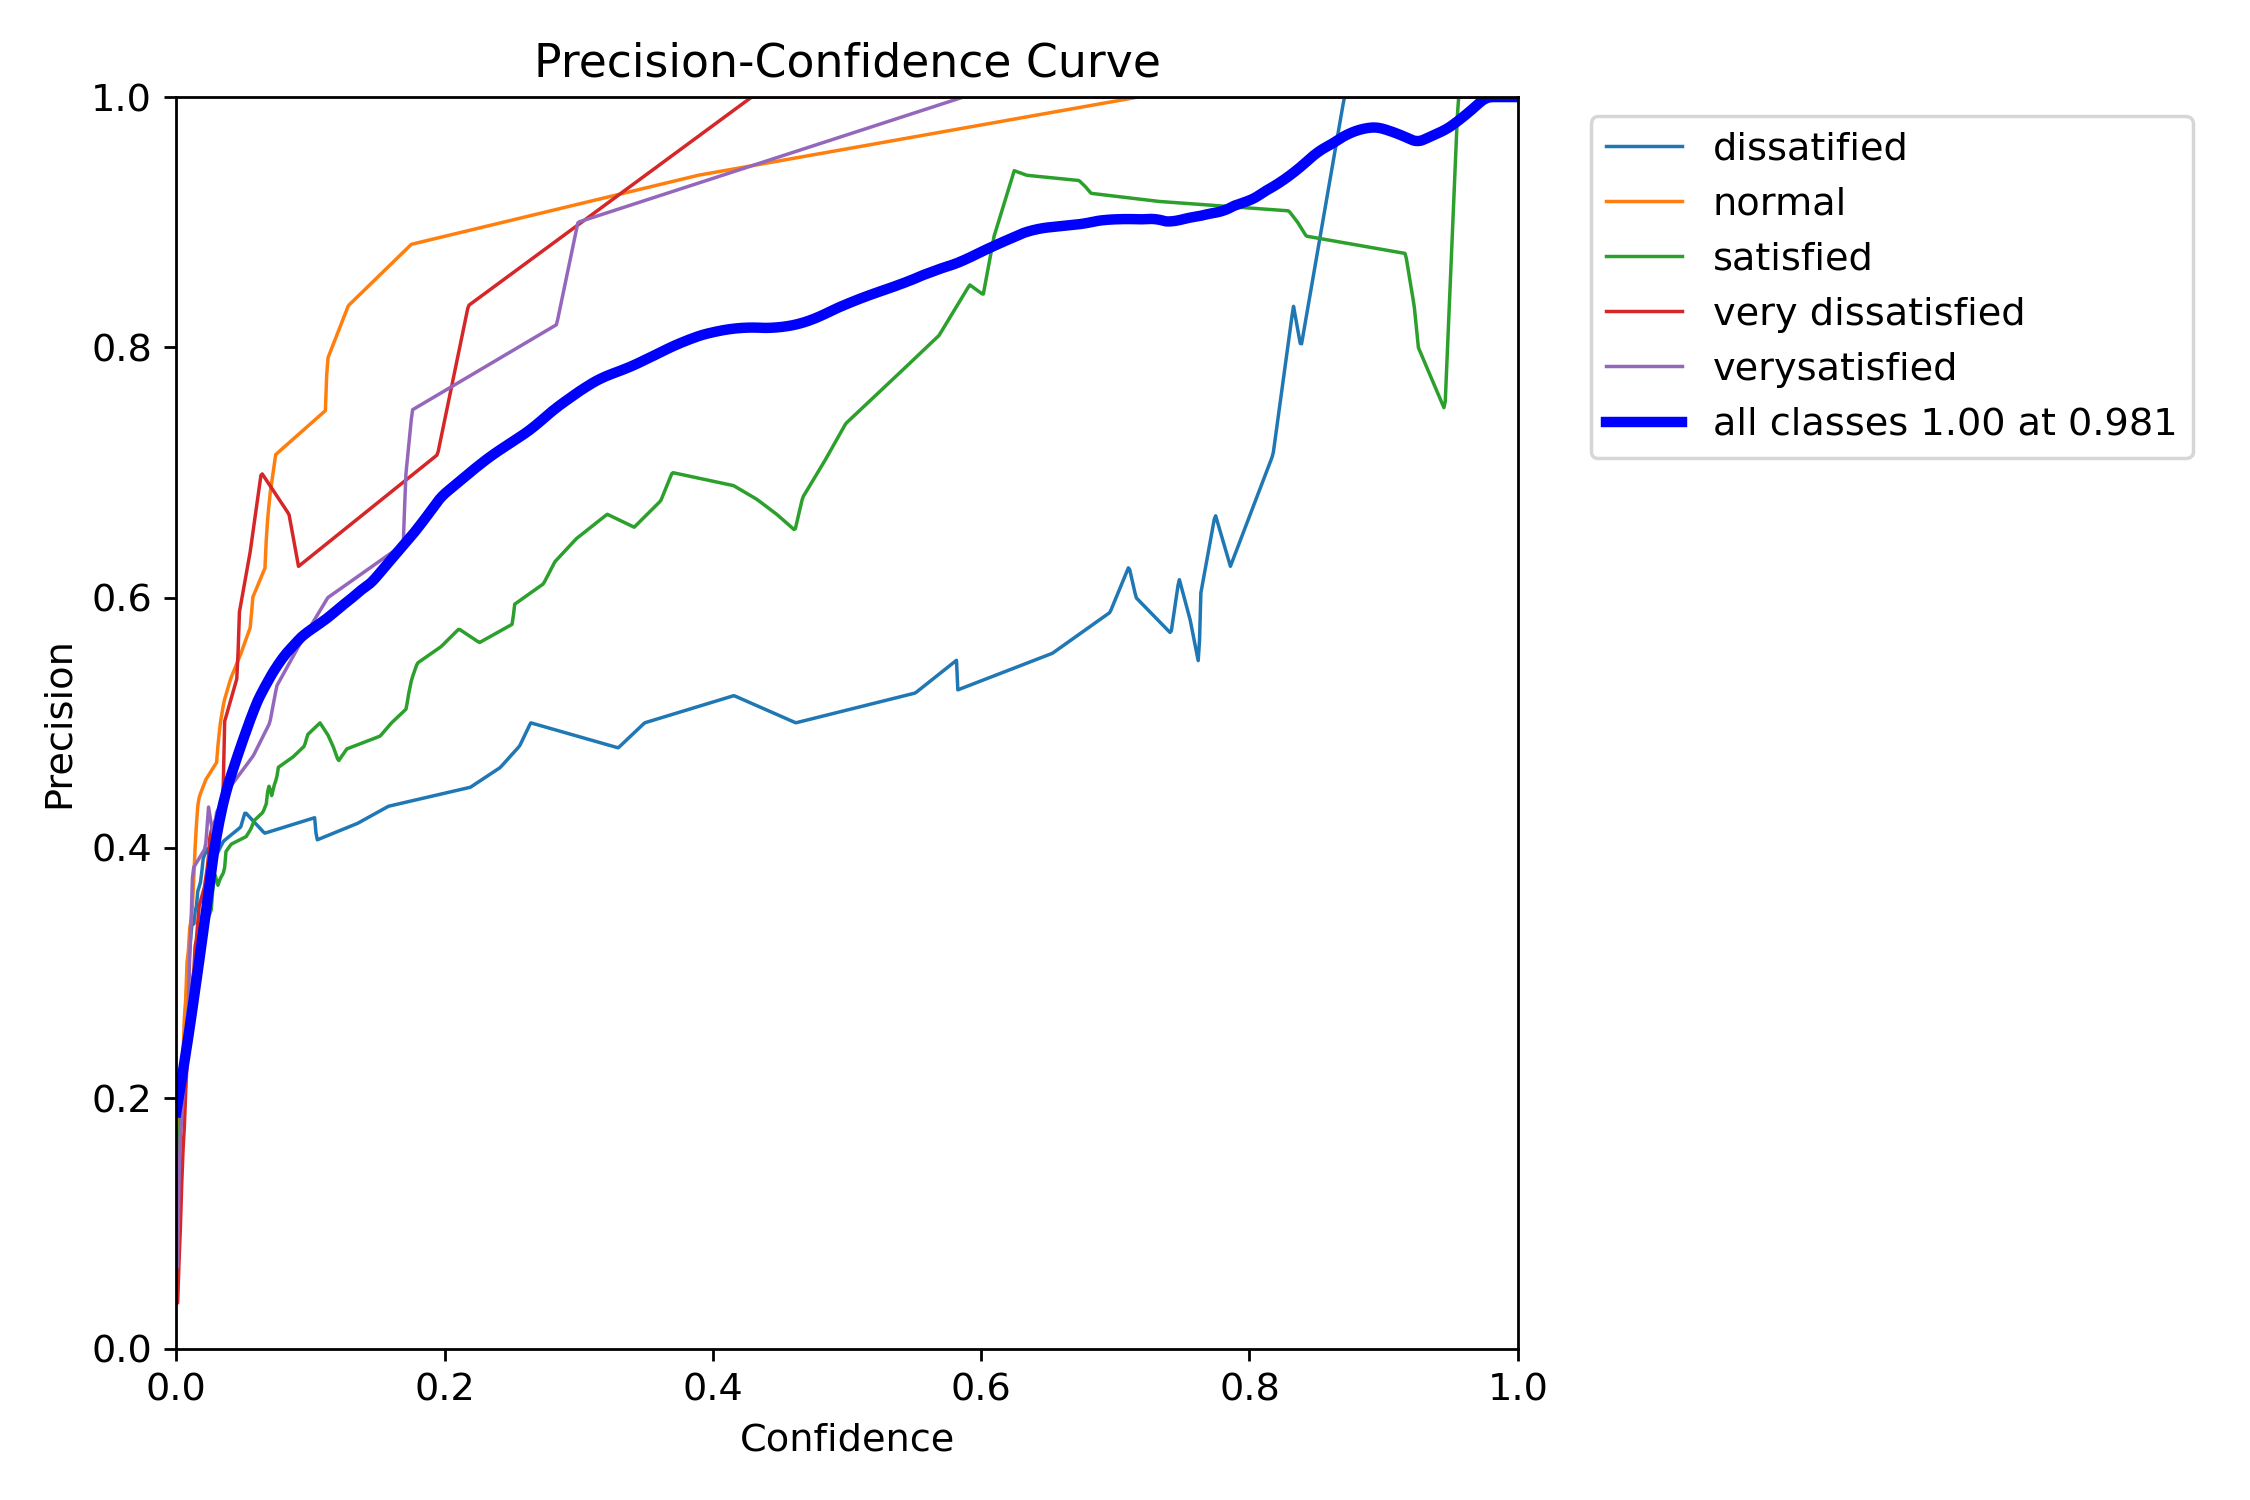 Precision-Confidence Curve
1.0
0.8
0.6
0.4
0.2
0.0
Precision
0.0 0.2 0.4 0.6 0.8 1.0
Confidence
dissatified
normal
satisfied
very dissatisfied
verysatisfied
all classes 1.00 at 0.981